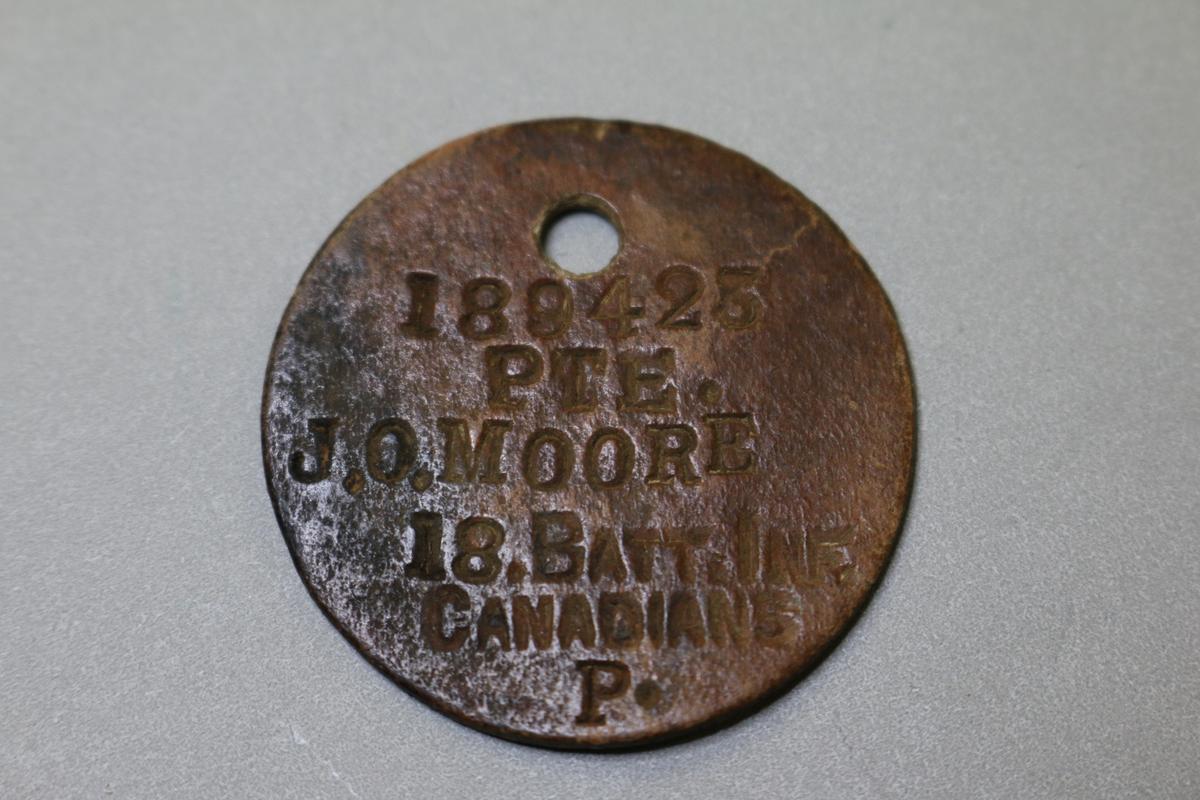 189423
PTE.
J.O.MOORE
18.BATT.INF.
CANADIANS
P.